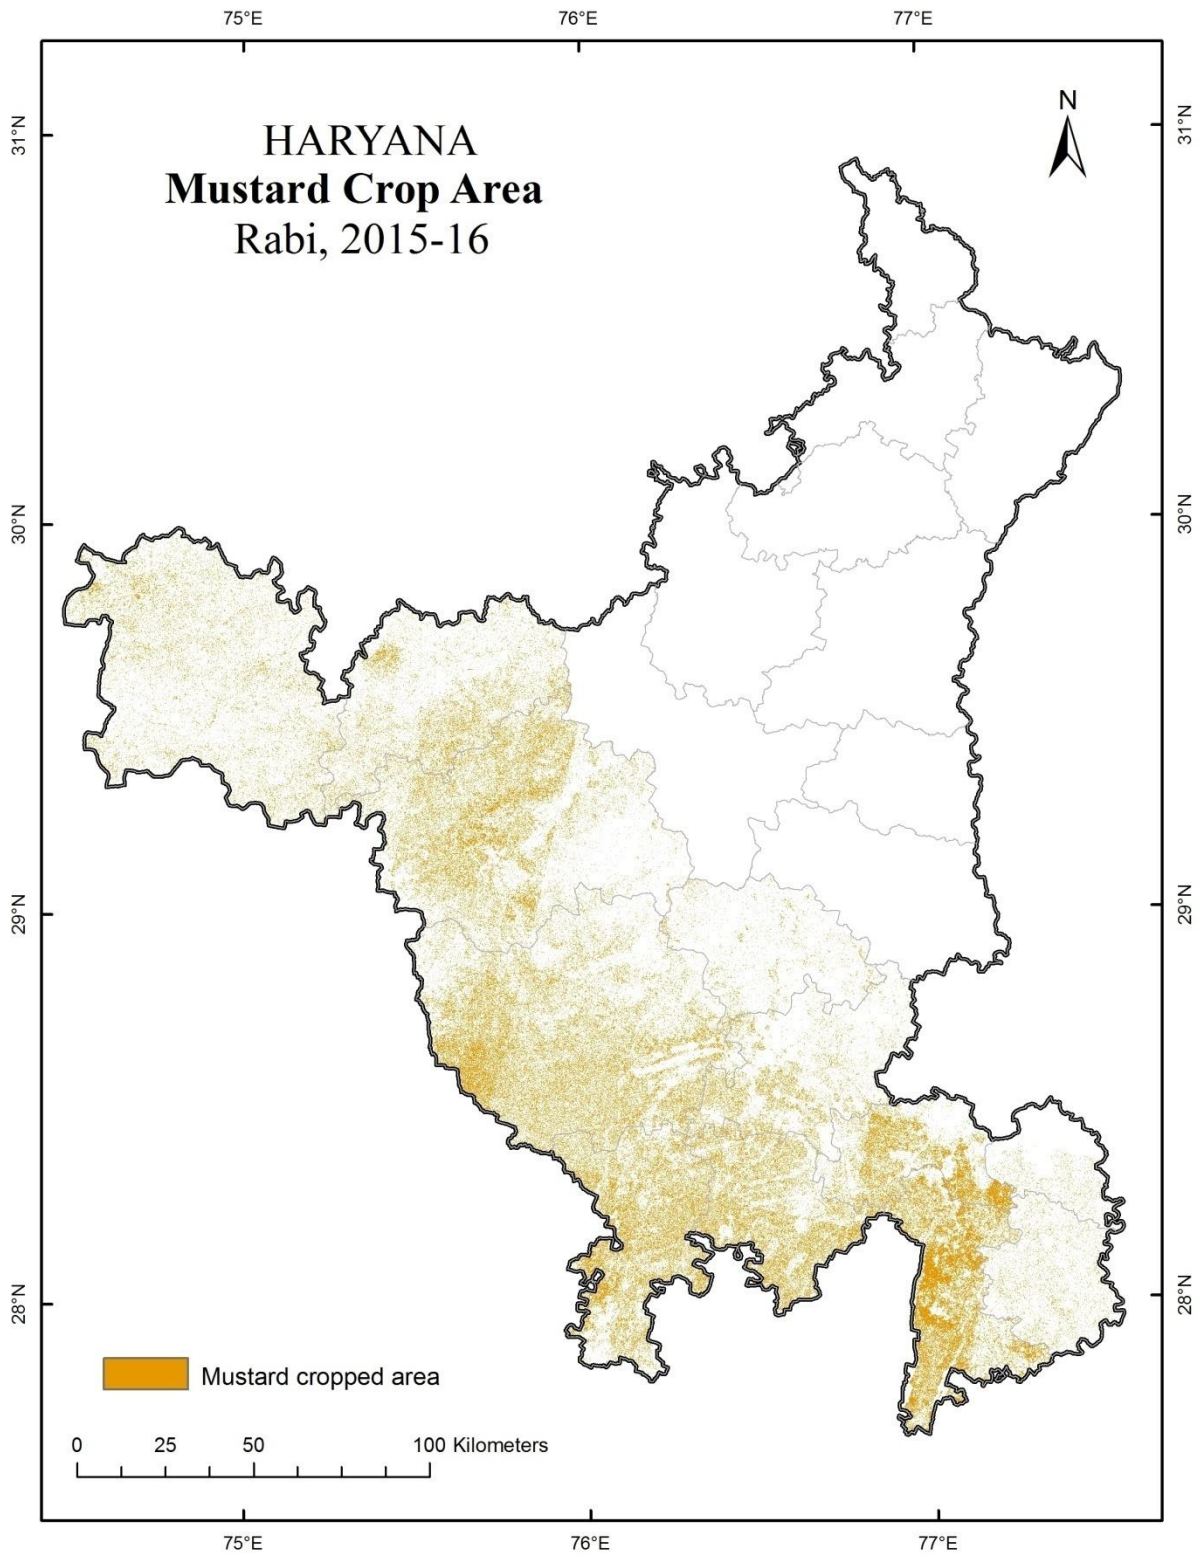 75°E 76°E 77°E
N
31°N 31°N
HARYANA
Mustard Crop Area
Rabi, 2015-16
30°N 30°N
29°N 29°N
28°N 28°N
Mustard cropped area
0 25 50 100 Kilometers
75°E 76°E 77°E